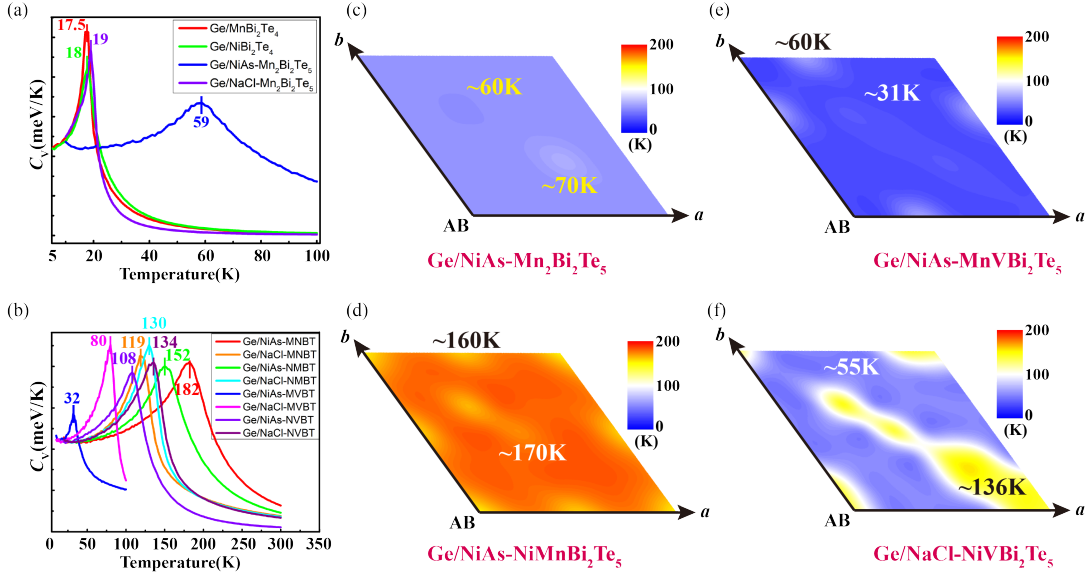 (a)
C_V(meV/K)
17.5
18
19
59
Ge/MnBi₂Te₄
Ge/NiBi₂Te₄
Ge/NiAs-Mn₂Bi₂Te₅
Ge/NaCl-Mn₂Bi₂Te₅
5 20 40 60 80 100
Temperature(K)
(c)
b
~60K
~70K
AB
a
200
100
0
(K)
Ge/NiAs-Mn₂Bi₂Te₅
(e)
b
~60K
~31K
AB
a
200
100
0
(K)
Ge/NiAs-MnVBi₂Te₅
(b)
C_V(meV/K)
32
80
108
119
130
134
152
182
Ge/NiAs-MNBT
Ge/NaCl-MNBT
Ge/NiAs-NMBT
Ge/NaCl-NMBT
Ge/NiAs-MVBT
Ge/NaCl-MVBT
Ge/NiAs-NVBT
Ge/NaCl-NVBT
0 50 100 150 200 250 300 350
Temperature(K)
(d)
b
~160K
~170K
AB
a
200
100
0
(K)
Ge/NiAs-NiMnBi₂Te₅
(f)
b
~55K
~136K
AB
a
200
100
0
(K)
Ge/NaCl-NiVBi₂Te₅